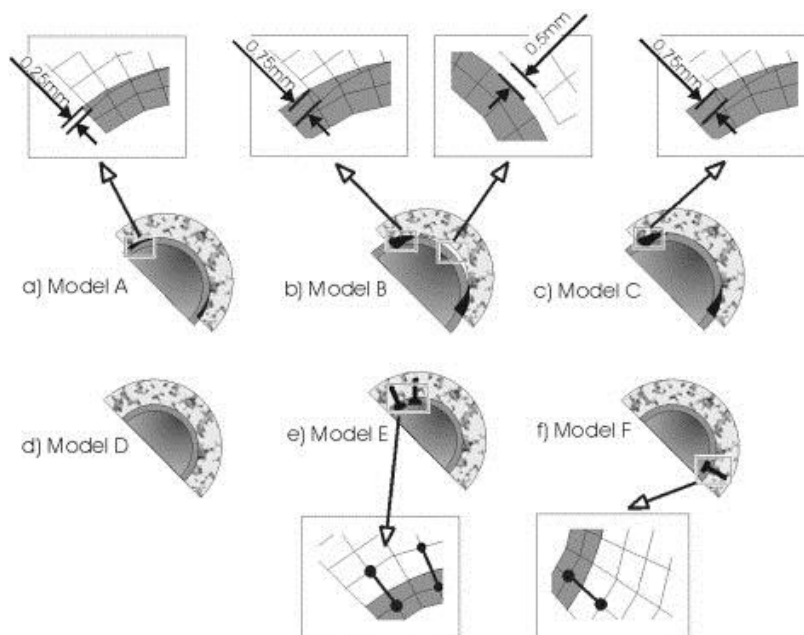 0.25mm
0.75mm
0.5mm
0.75mm
a) Model A
b) Model B
c) Model C
d) Model D
e) Model E
f) Model F